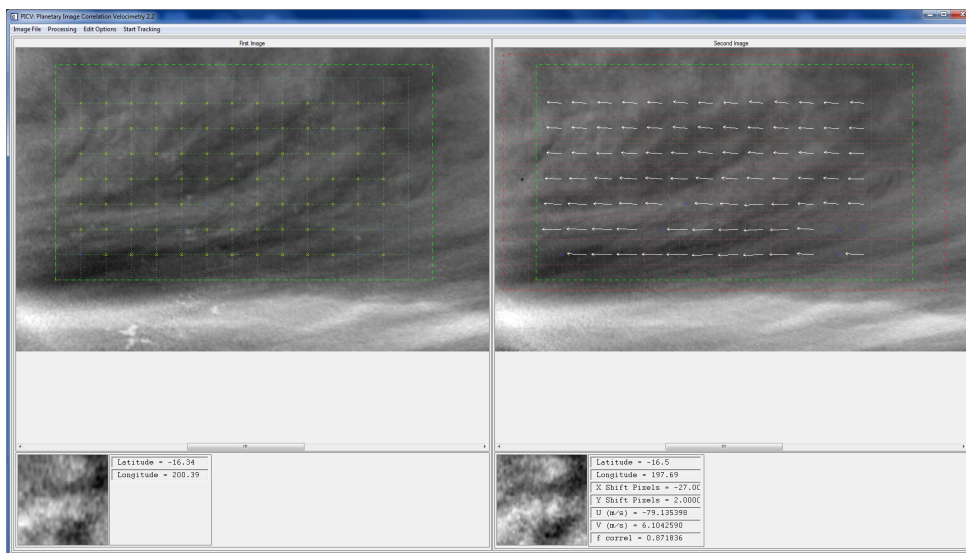 PICV: Planetary Image Correlation Velocimetry 2.2
Image File Processing Edit Options Start Tracking
First Image
Second Image
Latitude = -16.34
Longitude = 200.39
Latitude = -16.5
Longitude = 197.69
X Shift Pixels = -27.00
Y Shift Pixels = 2.0000
U (m/s) = -79.135398
V (m/s) = 6.1042590
f correl = 0.871836